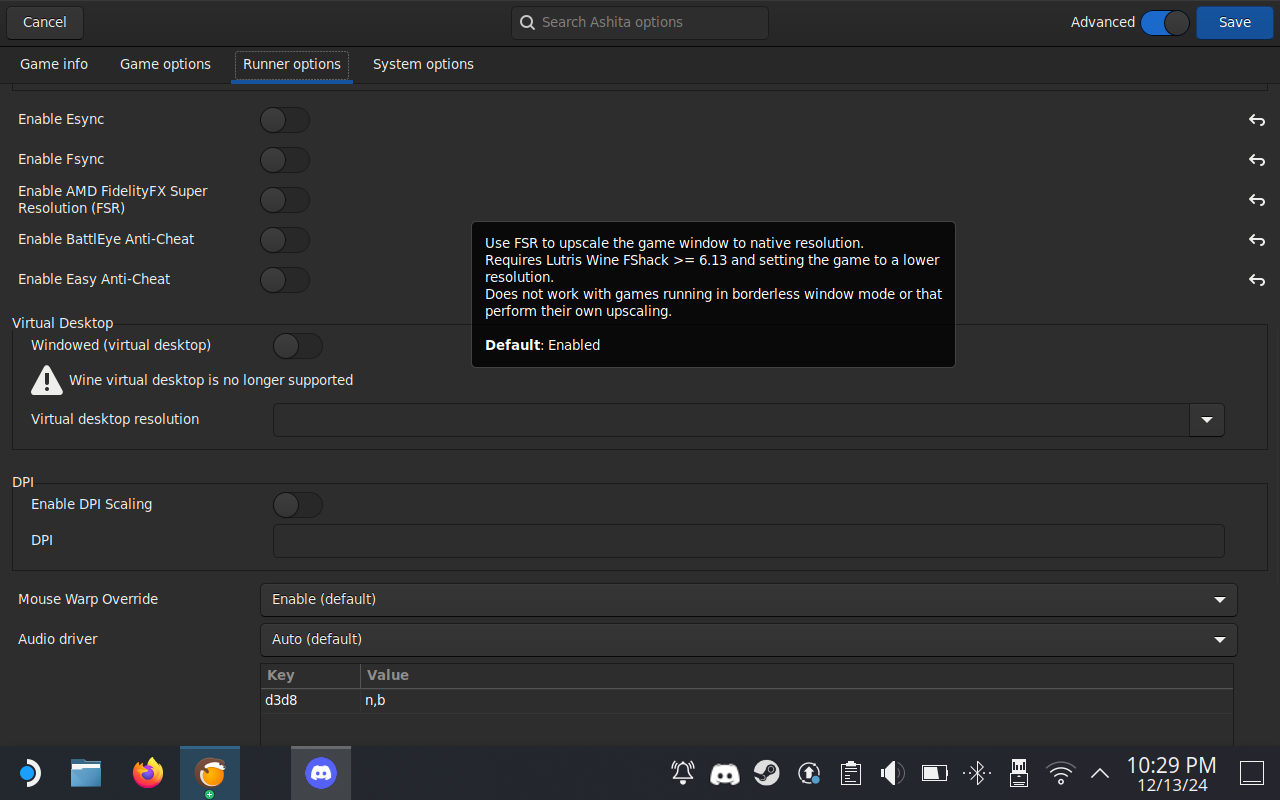 Cancel
Search Ashita options
Advanced
Save
Game info
Game options
Runner options
System options
Enable Esync
Enable Fsync
Enable AMD FidelityFX Super
Resolution (FSR)
Enable BattlEye Anti-Cheat
Enable Easy Anti-Cheat
Use FSR to upscale the game window to native resolution.
Requires Lutris Wine FShack >= 6.13 and setting the game to a lower
resolution.
Does not work with games running in borderless window mode or that
perform their own upscaling.
Default: Enabled
Virtual Desktop
Windowed (virtual desktop)
Wine virtual desktop is no longer supported
Virtual desktop resolution
DPI
Enable DPI Scaling
DPI
Mouse Warp Override
Enable (default)
Audio driver
Auto (default)
Key
Value
d3d8
n,b
10:29 PM
12/13/24